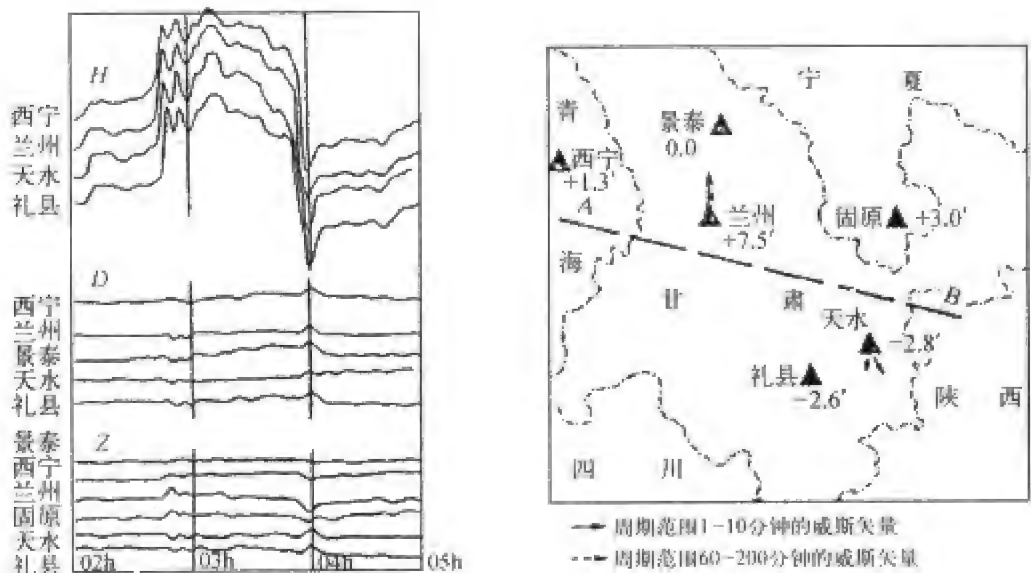 H
西宁
兰州
天水
礼县
D
西宁
兰州
景泰
天水
礼县
景泰
Z
西宁
兰州
固原
天水
礼县
02h
03h
04h
05h
宁 夏
青
景泰
0.0
西宁
+1.3′
A
兰州
+7.5′
固原
+3.0′
海
甘 肃
B
天水
-2.8′
礼县
-2.6′
陕 西
四 川
周期范围1-10分钟的威斯矢量
周期范围60-200分钟的威斯矢量